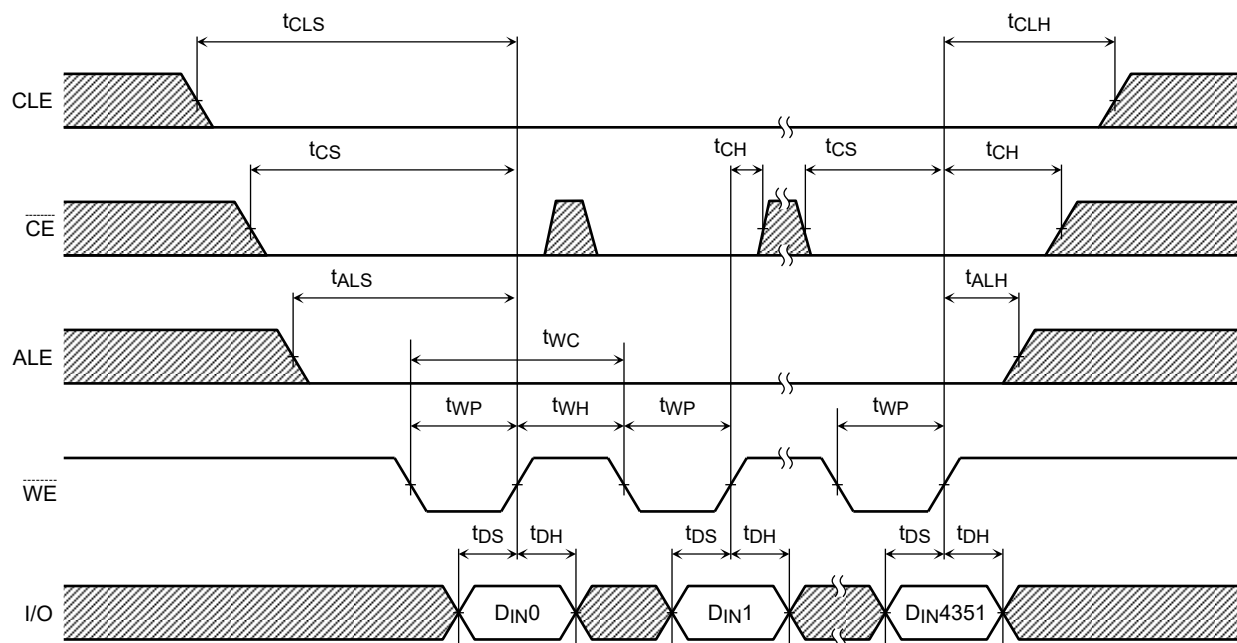 tCLS
tCLH
CLE
tCS
tCH
tCS
tCH
CE
tALS
tALH
tWC
ALE
tWP
tWH
tWP
tWP
WE
tDS
tDH
tDS
tDH
tDS
tDH
I/O
DIN0
DIN1
DIN4351